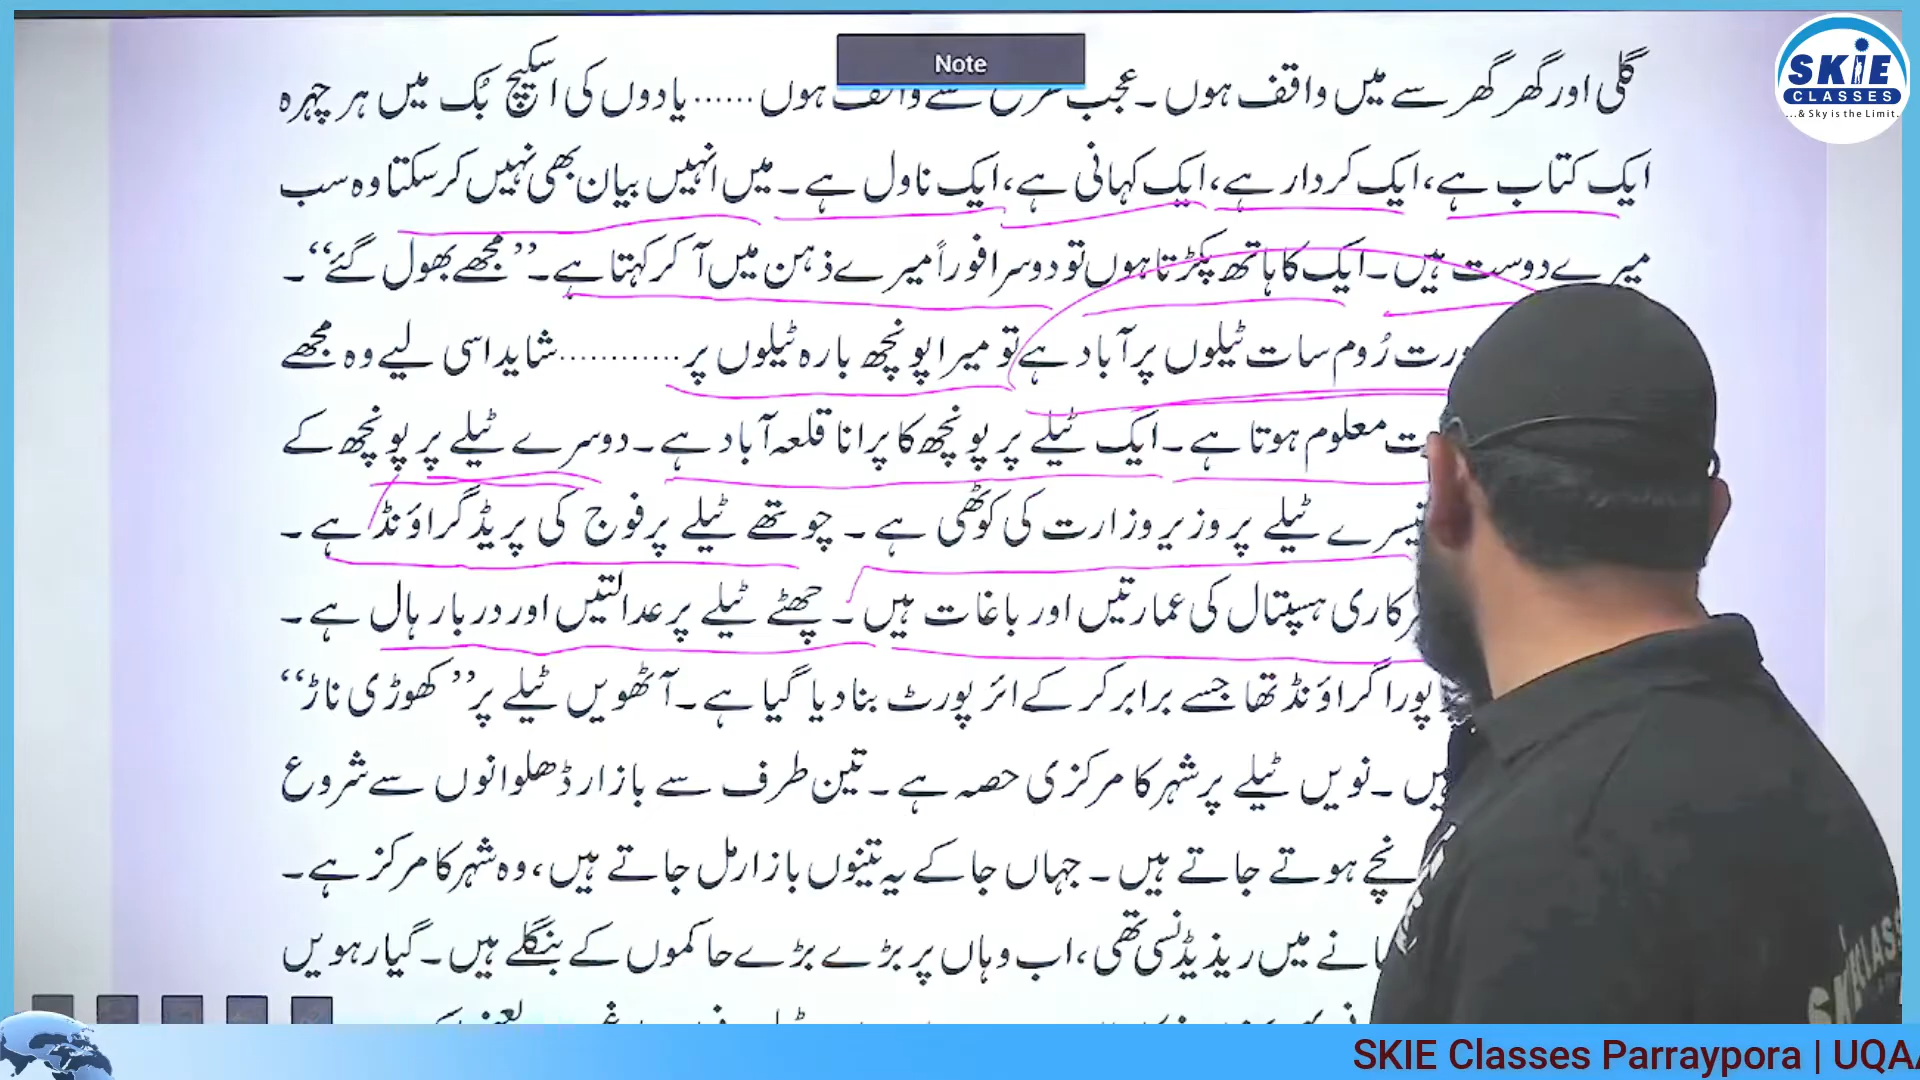 Note
SKiE
CLASSES
...& Sky is the Limit.
گلی اور گھر گھر سے میں واقف ہوں۔ عجب سے واقف ہوں ...... یادوں کی اسکیچ بُک میں ہر چہرہ
ایک کتاب ہے، ایک کردار ہے، ایک کہانی ہے، ایک ناول ہے۔ میں انہیں بیان بھی نہیں کر سکتا وہ سب
میرے دوست ہیں۔ ایک کا ہاتھ پکڑتا ہوں تو دوسرا فوراً میرے ذہن میں آ کر کہتا ہے۔ ”مجھے بھول گئے“۔
رُوم سات ٹیلوں پر آباد ہے تو میرا پونچھ بارہ ٹیلوں پر ............ شاید اسی لیے وہ مجھے
معلوم ہوتا ہے۔ ایک ٹیلے پر پونچھ کا پرانا قلعہ آباد ہے۔ دوسرے ٹیلے پر پونچھ کے
ٹیلے پر وزیر وزارت کی کوٹھی ہے۔ چوتھے ٹیلے پر فوج کی پریڈ گراؤنڈ ہے۔
ہسپتال کی عمارتیں اور باغات ہیں۔ چھٹے ٹیلے پر عدالتیں اور دربار ہال ہے۔
پورا گراؤنڈ تھا جسے برابر کر کے ائر پورٹ بنا دیا گیا ہے۔ آٹھویں ٹیلے پر ”کھوڑی ناڑ“
ہیں۔ نویں ٹیلے پر شہر کا مرکزی حصہ ہے۔ تین طرف سے بازار ڈھلوانوں سے شروع
ہوتے جاتے ہیں۔ جہاں جا کے یہ تینوں بازار مل جاتے ہیں، وہ شہر کا مرکز ہے۔
میں ریذیڈنسی تھی، اب وہاں پر بڑے بڑے حاکموں کے بنگلے ہیں۔ گیارہویں
SKIE Classes Parraypora | UQAA